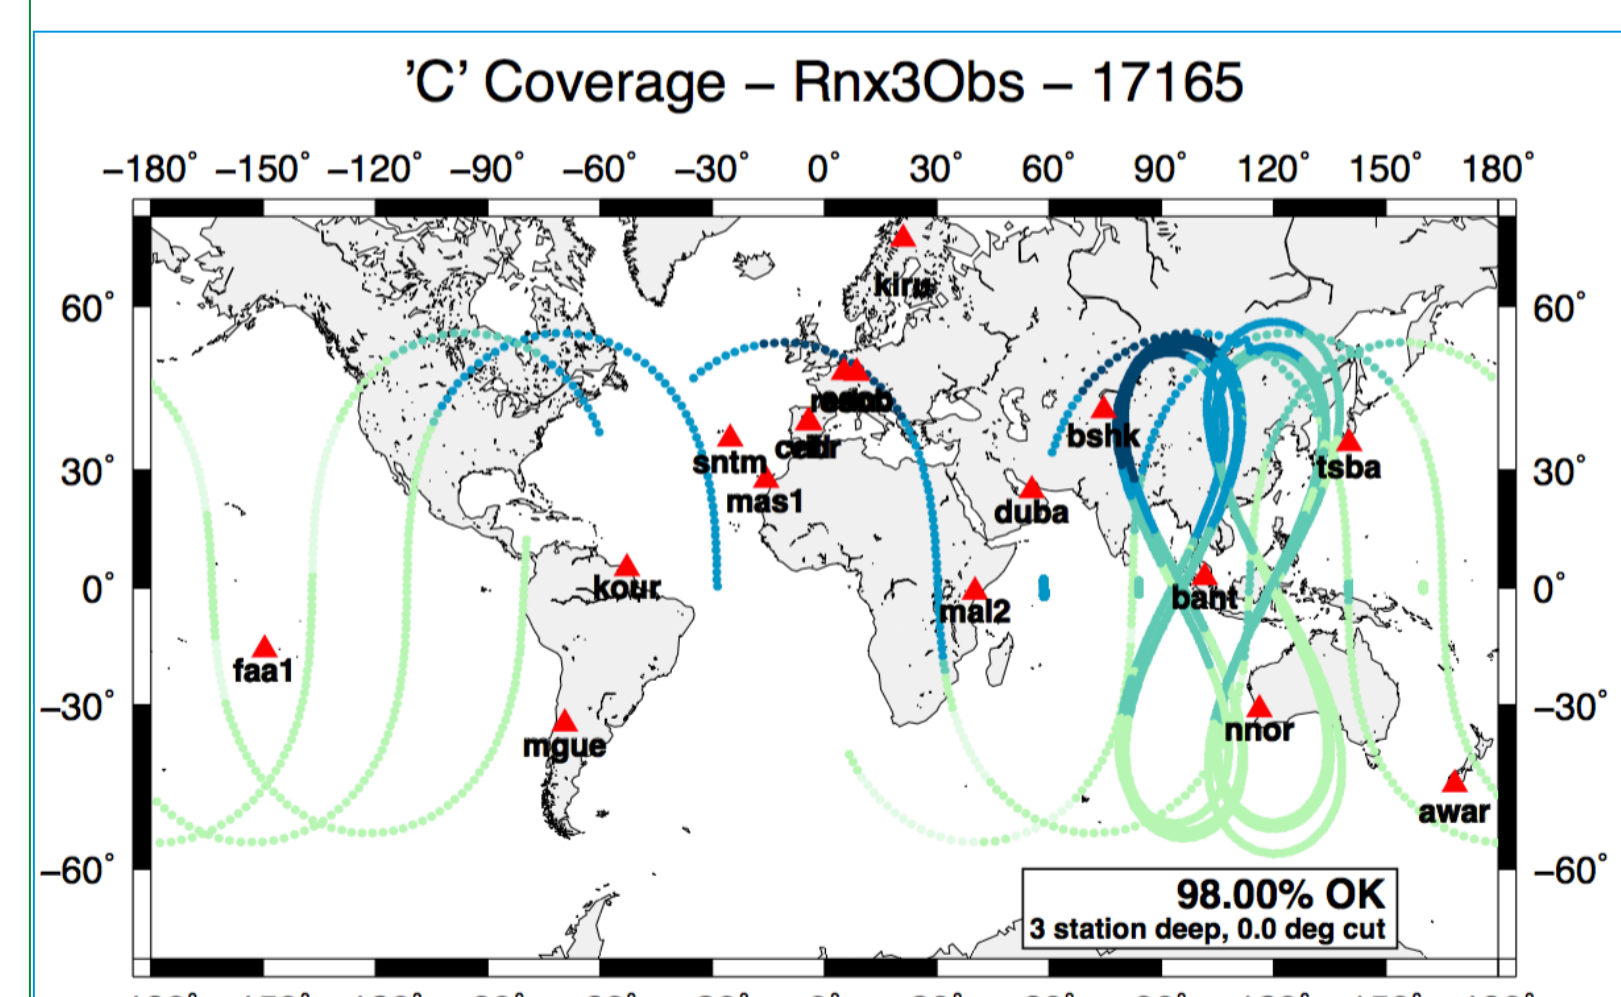 ’C’ Coverage – Rnx3Obs – 17165
−180˚ −150˚ −120˚ −90˚ −60˚ −30˚ 0˚ 30˚ 60˚ 90˚ 120˚ 150˚ 180˚
kiru
60˚ 60˚
bshk
sntm
tsba
30˚ 30˚
mas1
duba
kour
0˚ 0˚
bant
mal2
faa1
−30˚ −30˚
nnor
mgue
awar
−60˚ −60˚
98.00% OK
3 station deep, 0.0 deg cut